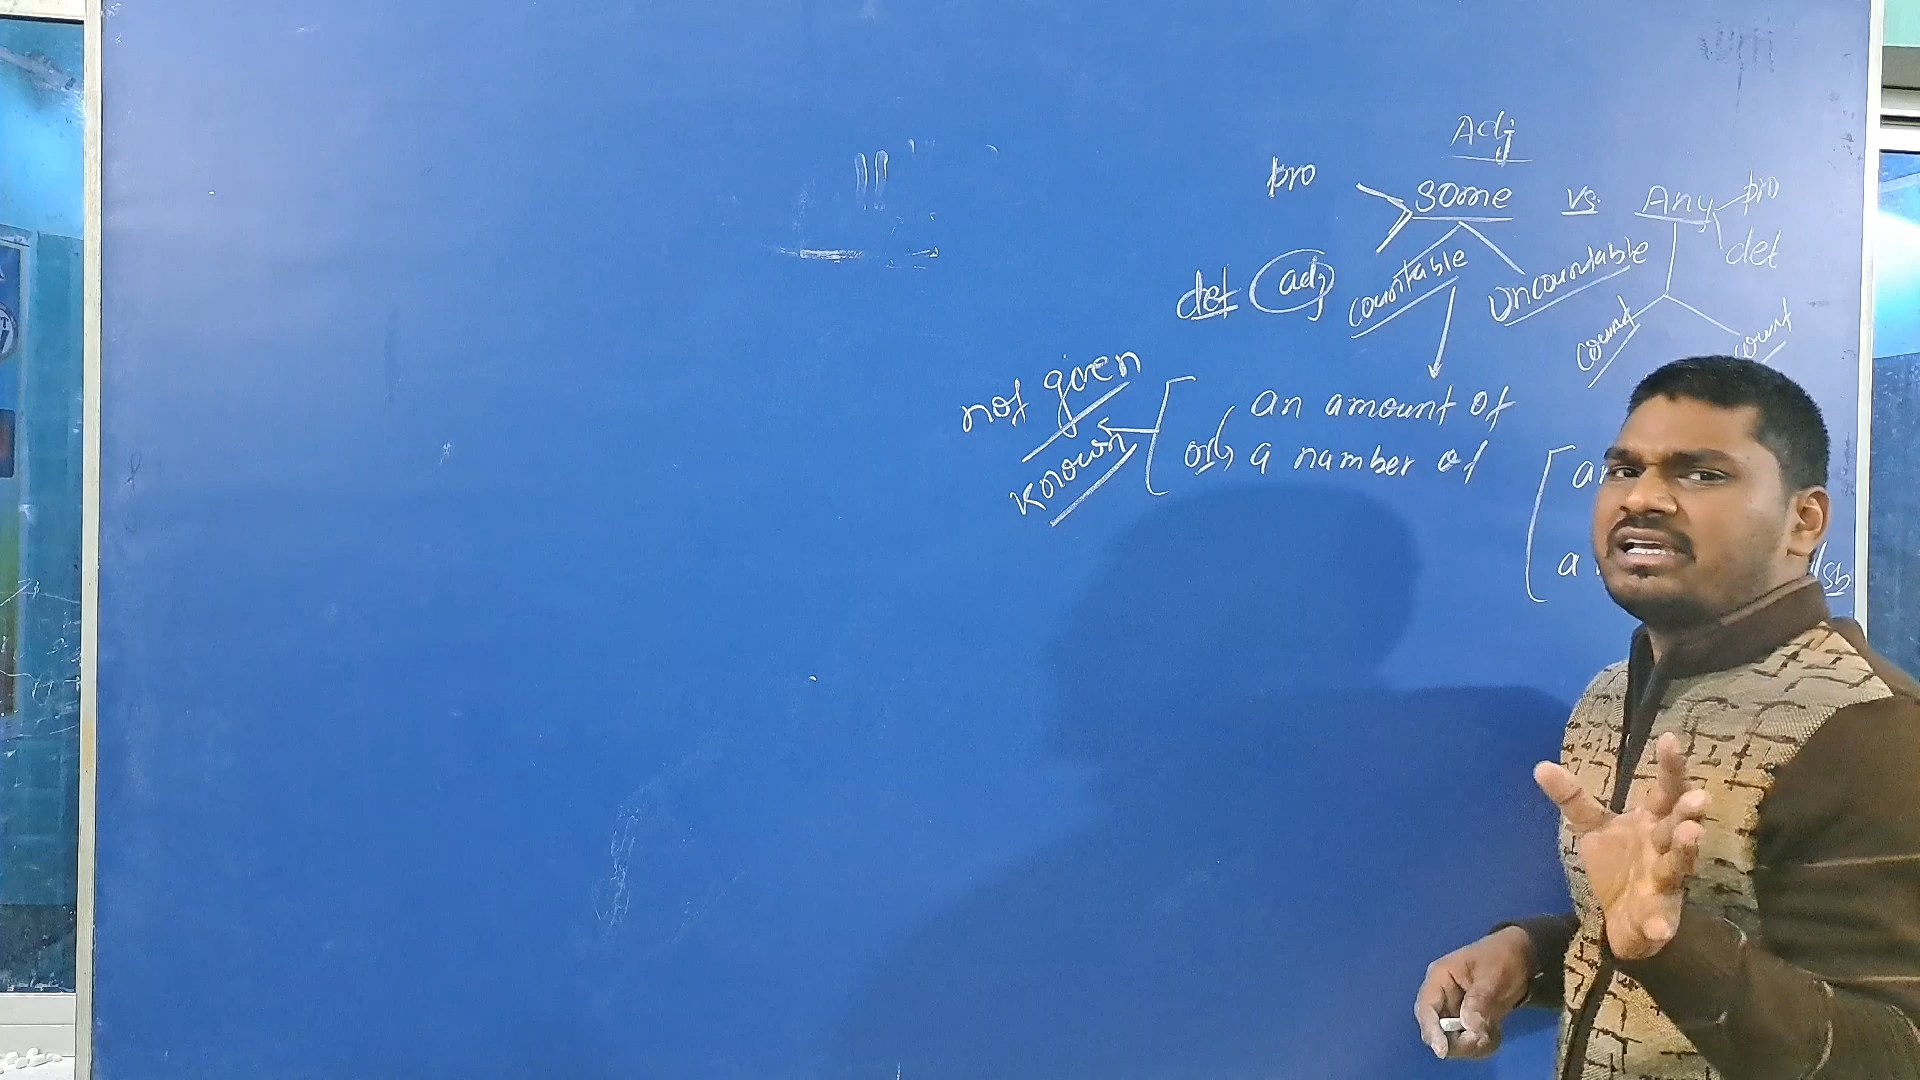 Adj
pro some vs. Any pro
det adj countable Uncountable det
count count
not given
known
an amount of
or a number of
a